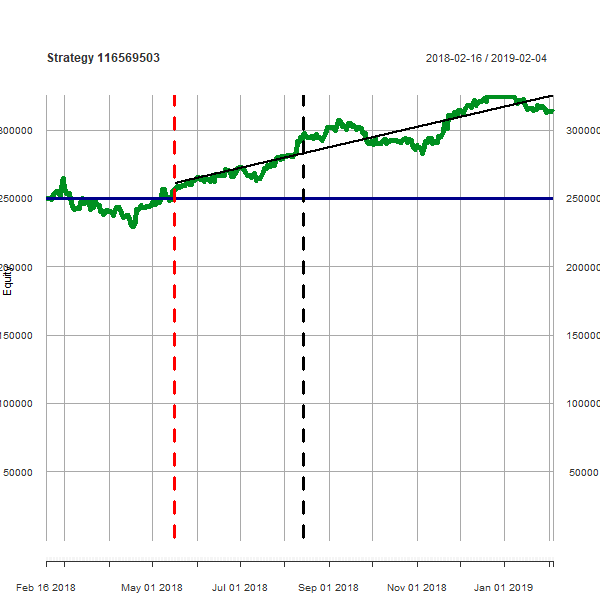 Strategy 116569503
2018-02-16 / 2019-02-04
300000
300000
250000
250000
200000
200000
Equity
150000
150000
100000
100000
50000
50000
Feb 16 2018
May 01 2018
Jul 01 2018
Sep 01 2018
Nov 01 2018
Jan 01 2019